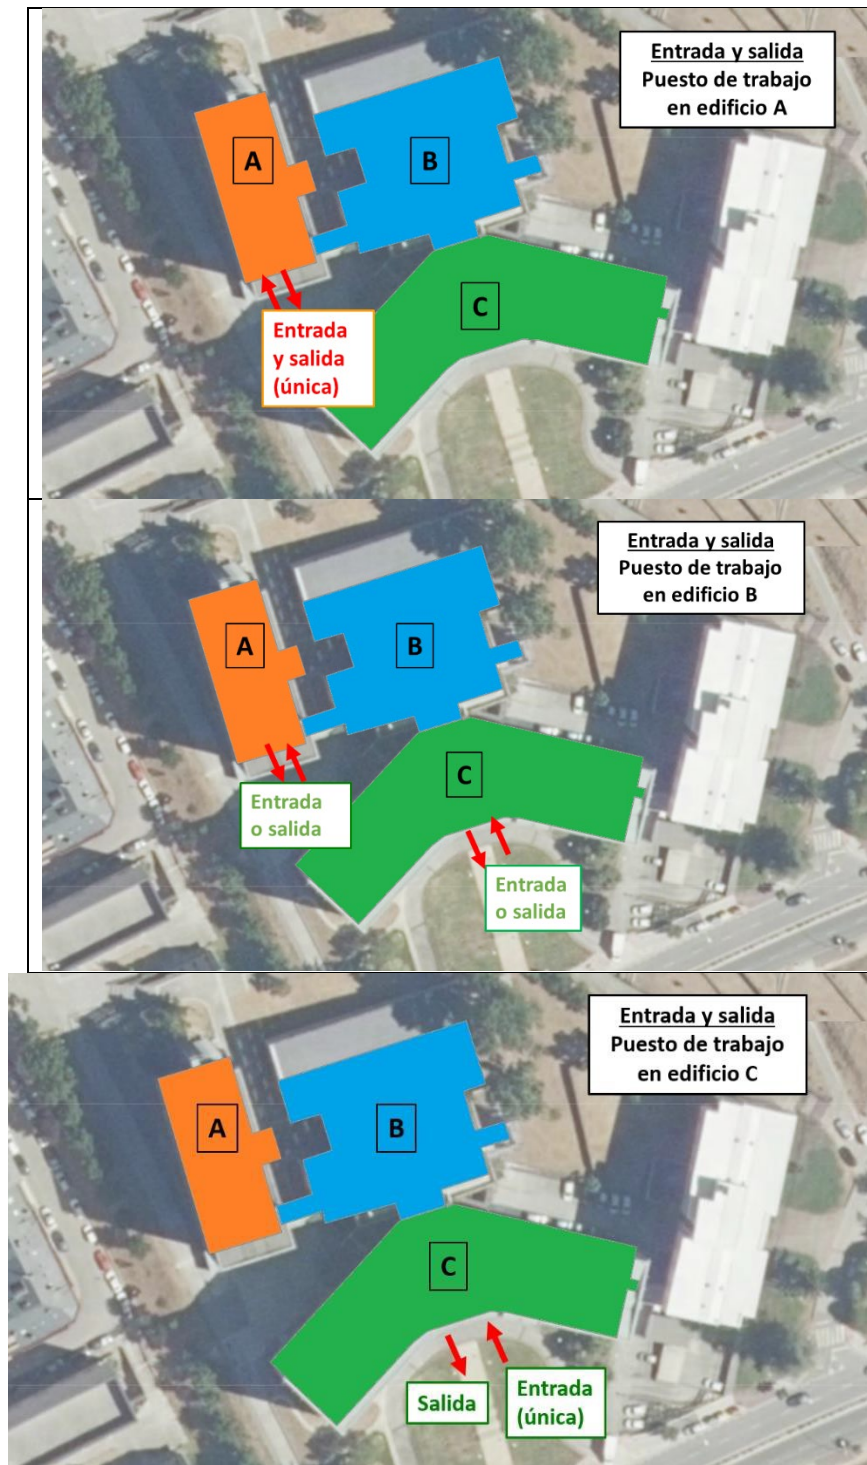 Entrada y salida
Puesto de trabajo
en edificio A
A
B
C
Entrada
y salida
(única)
Entrada y salida
Puesto de trabajo
en edificio B
A
B
C
Entrada
o salida
Entrada
o salida
Entrada y salida
Puesto de trabajo
en edificio C
A
B
C
Salida
Entrada
(única)